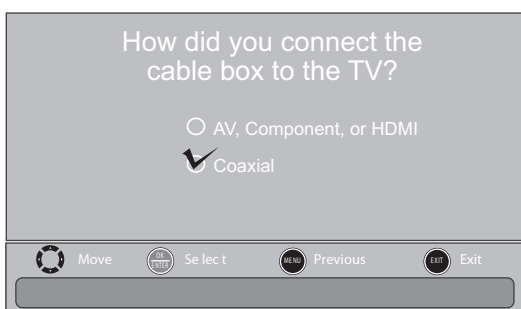 How did you connect the
cable box to the TV?
AV, Component, or HDMI
Coaxial
Move OK ENTER Se lec t MENU Previous EXIT Exit